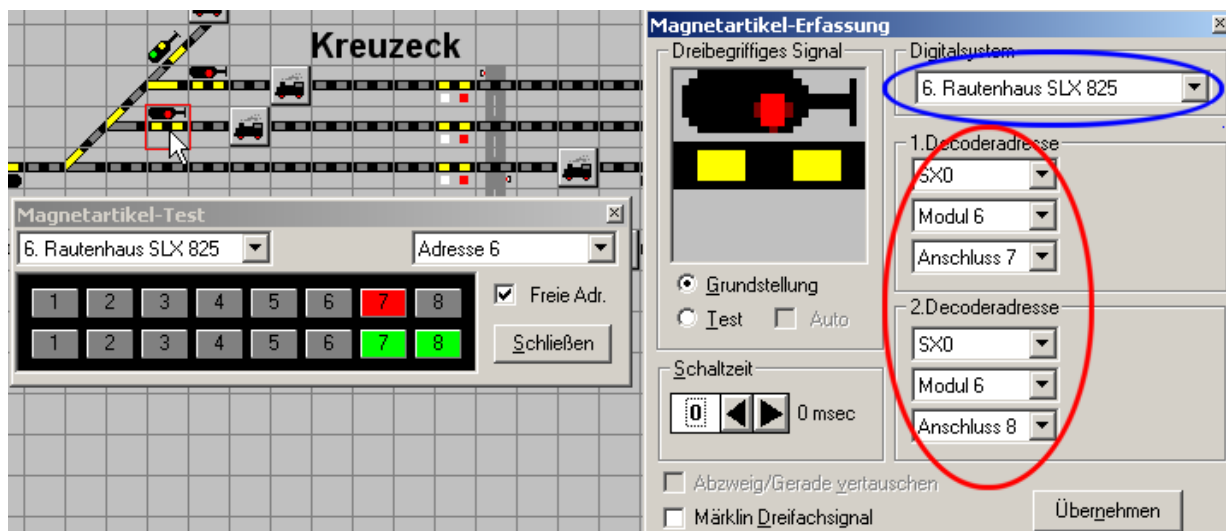 Kreuzeck
Magnetartikel-Test
6. Rautenhaus SLX 825
Adresse 6
1 2 3 4 5 6 7 8
1 2 3 4 5 6 7 8
Freie Adr.
Schließen
Magnetartikel-Erfassung
Dreibegriffiges Signal
Grundstellung
Test
Auto
Schaltzeit
0
0 msec
Abzweig/Gerade vertauschen
Märklin Dreifachsignal
Digitalsystem
6. Rautenhaus SLX 825
1.Decoderadresse
SX0
Modul 6
Anschluss 7
2.Decoderadresse
SX0
Modul 6
Anschluss 8
Übernehmen